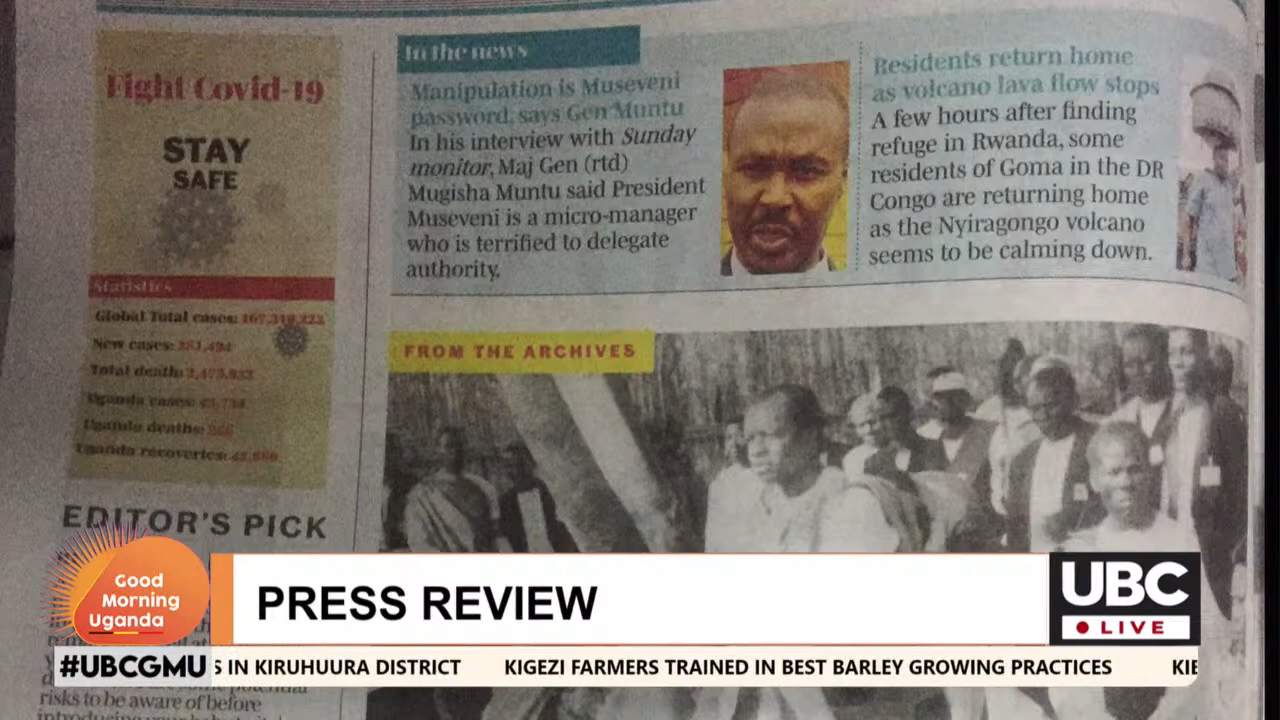 Fight Covid-19
STAY
SAFE
Statistics
Global Total cases:
New cases:
Total death:
Uganda cases:
Uganda deaths:
Uganda recoveries:
EDITOR'S PICK
In the news
Manipulation is Museveni
password, says Gen Muntu
In his interview with Sunday
monitor, Maj Gen (rtd)
Mugisha Muntu said President
Museveni is a micro-manager
who is terrified to delegate
authority.
Residents return home
as volcano lava flow stops
A few hours after finding
refuge in Rwanda, some
residents of Goma in the DR
Congo are returning home
as the Nyiragongo volcano
seems to be calming down.
FROM THE ARCHIVES
Good
Morning
Uganda
PRESS REVIEW
UBC
LIVE
#UBCGMU
S IN KIRUHUURA DISTRICT KIGEZI FARMERS TRAINED IN BEST BARLEY GROWING PRACTICES KIE
risks to be aware of before